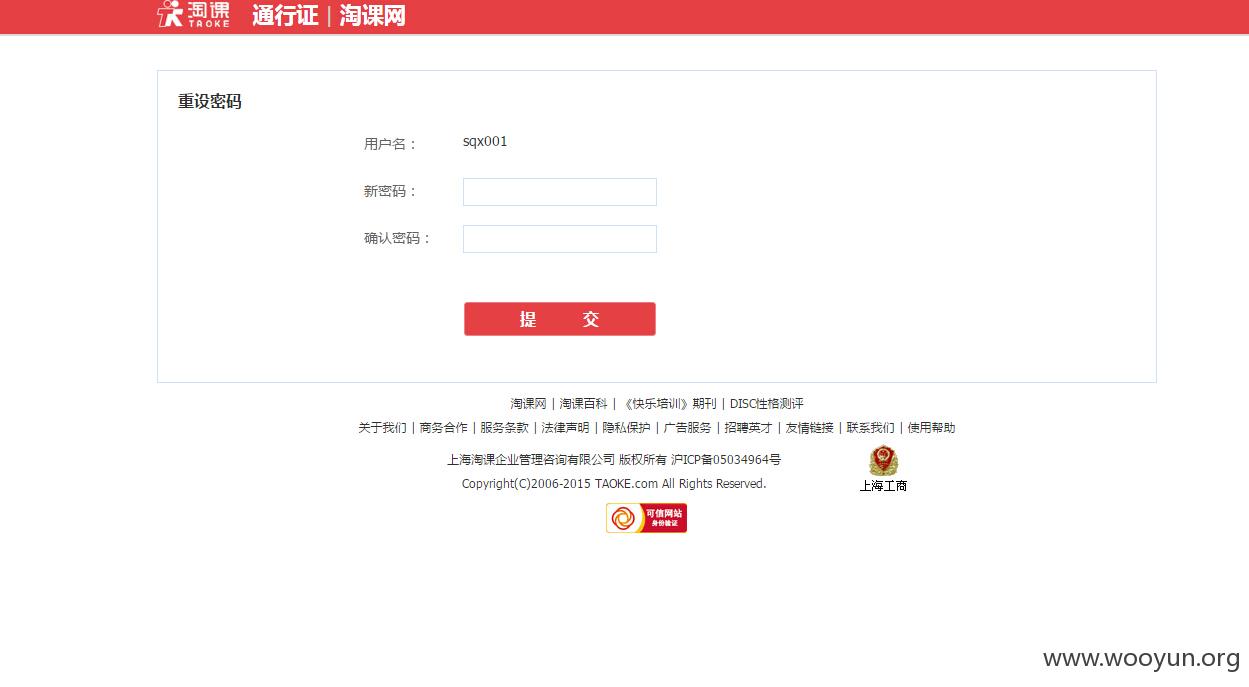 淘课 TAOKE 通行证 | 淘课网
重设密码
用户名： sqx001
新密码：
确认密码：
提 交
淘课网 | 淘课百科 | 《快乐培训》期刊 | DISC性格测评
关于我们 | 商务合作 | 服务条款 | 法律声明 | 隐私保护 | 广告服务 | 招聘英才 | 友情链接 | 联系我们 | 使用帮助
上海淘课企业管理咨询有限公司 版权所有 沪ICP备05034964号
Copyright(C)2006-2015 TAOKE.com All Rights Reserved.
上海工商
可信网站
身份验证
www.wooyun.org